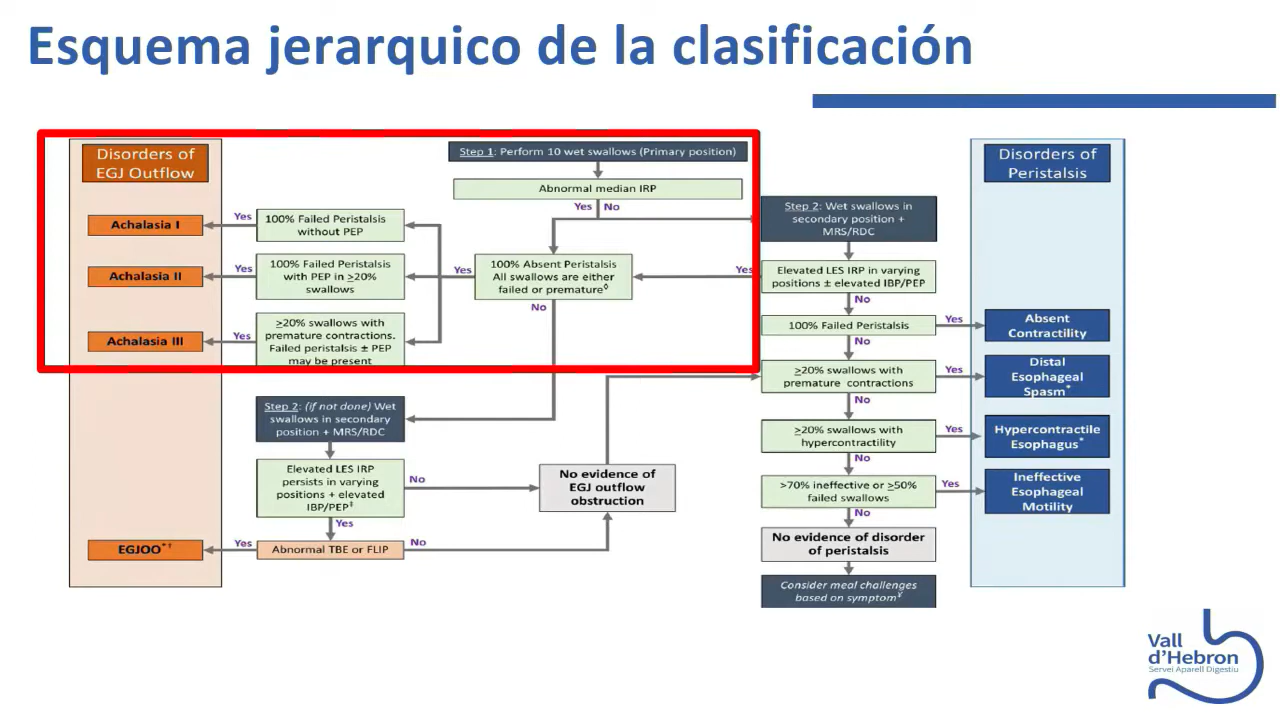 Esquema jerarquico de la clasificación
Disorders of
EGJ Outflow
Step 1: Perform 10 wet swallows (Primary position)
Abnormal median IRP
Yes
No
Achalasia I
Yes
100% Failed Peristalsis
without PEP
Achalasia II
Yes
100% Failed Peristalsis
with PEP in ≥20%
swallows
Yes
100% Absent Peristalsis
All swallows are either
failed or premature◊
Yes
No
Achalasia III
Yes
≥20% swallows with
premature contractions.
Failed peristalsis ± PEP
may be present
Step 2: (if not done) Wet
swallows in secondary
position + MRS/RDC
Elevated LES IRP
persists in varying
positions + elevated
IBP/PEP‡
No
Yes
No evidence of
EGJ outflow
obstruction
EGJOO*†
Yes
Abnormal TBE or FLIP
No
Step 2: Wet swallows in
secondary position +
MRS/RDC
Elevated LES IRP in varying
positions ± elevated IBP/PEP
No
100% Failed Peristalsis
Yes
No
≥20% swallows with
premature contractions
Yes
No
≥20% swallows with
hypercontractility
Yes
No
>70% ineffective or ≥50%
failed swallows
Yes
No
No evidence of disorder
of peristalsis
Consider meal challenges
based on symptom¥
Disorders of
Peristalsis
Absent
Contractility
Distal
Esophageal
Spasm*
Hypercontractile
Esophagus*
Ineffective
Esophageal
Motility
Vall
d'Hebron
Servei Aparell Digestiu